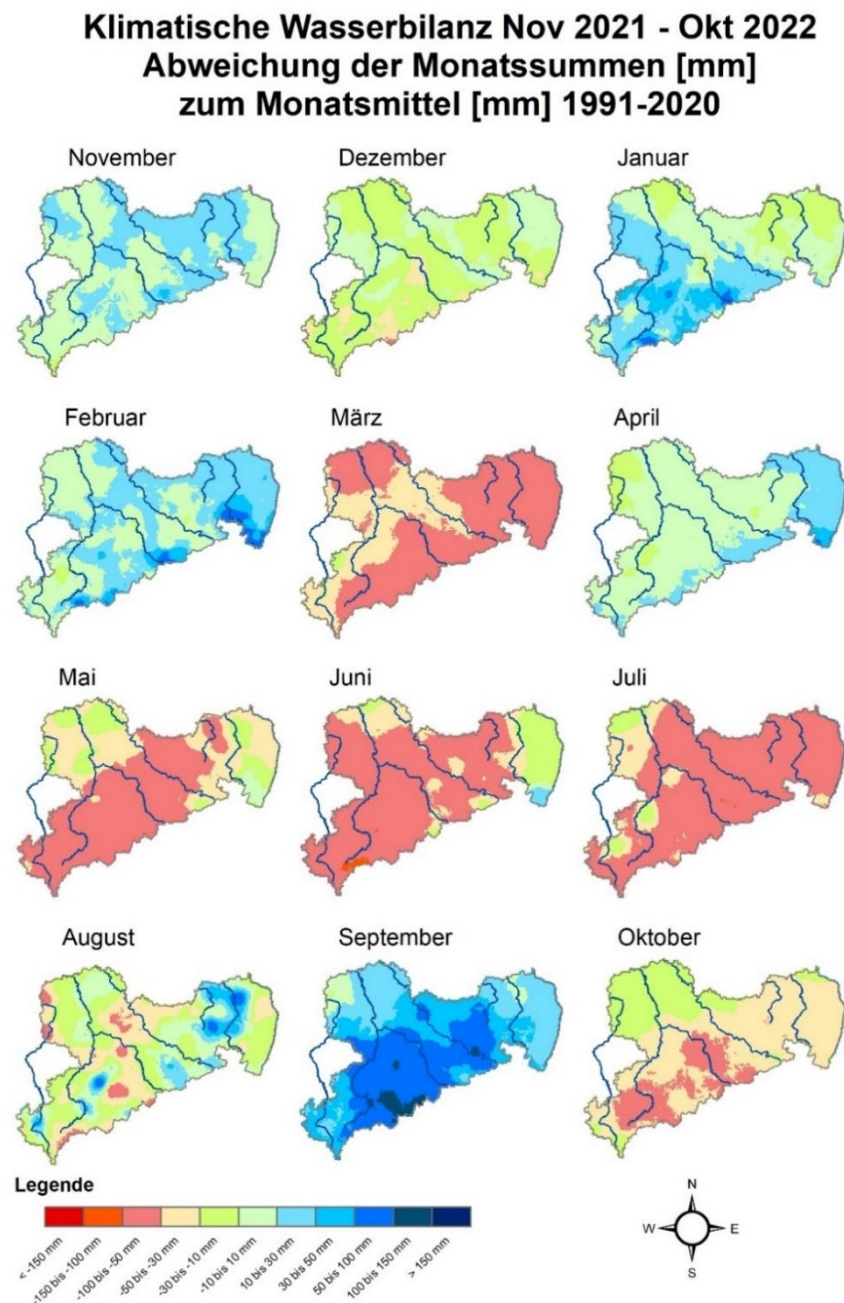 Klimatische Wasserbilanz Nov 2021 - Okt 2022
Abweichung der Monatssummen [mm]
zum Monatsmittel [mm] 1991-2020
November
Dezember
Januar
Februar
März
April
Mai
Juni
Juli
August
September
Oktober
Legende
< -150 mm
-150 bis -100 mm
-100 bis -50 mm
-50 bis -30 mm
-30 bis -10 mm
-10 bis 10 mm
10 bis 30 mm
30 bis 50 mm
50 bis 100 mm
100 bis 150 mm
> 150 mm
N
W
E
S